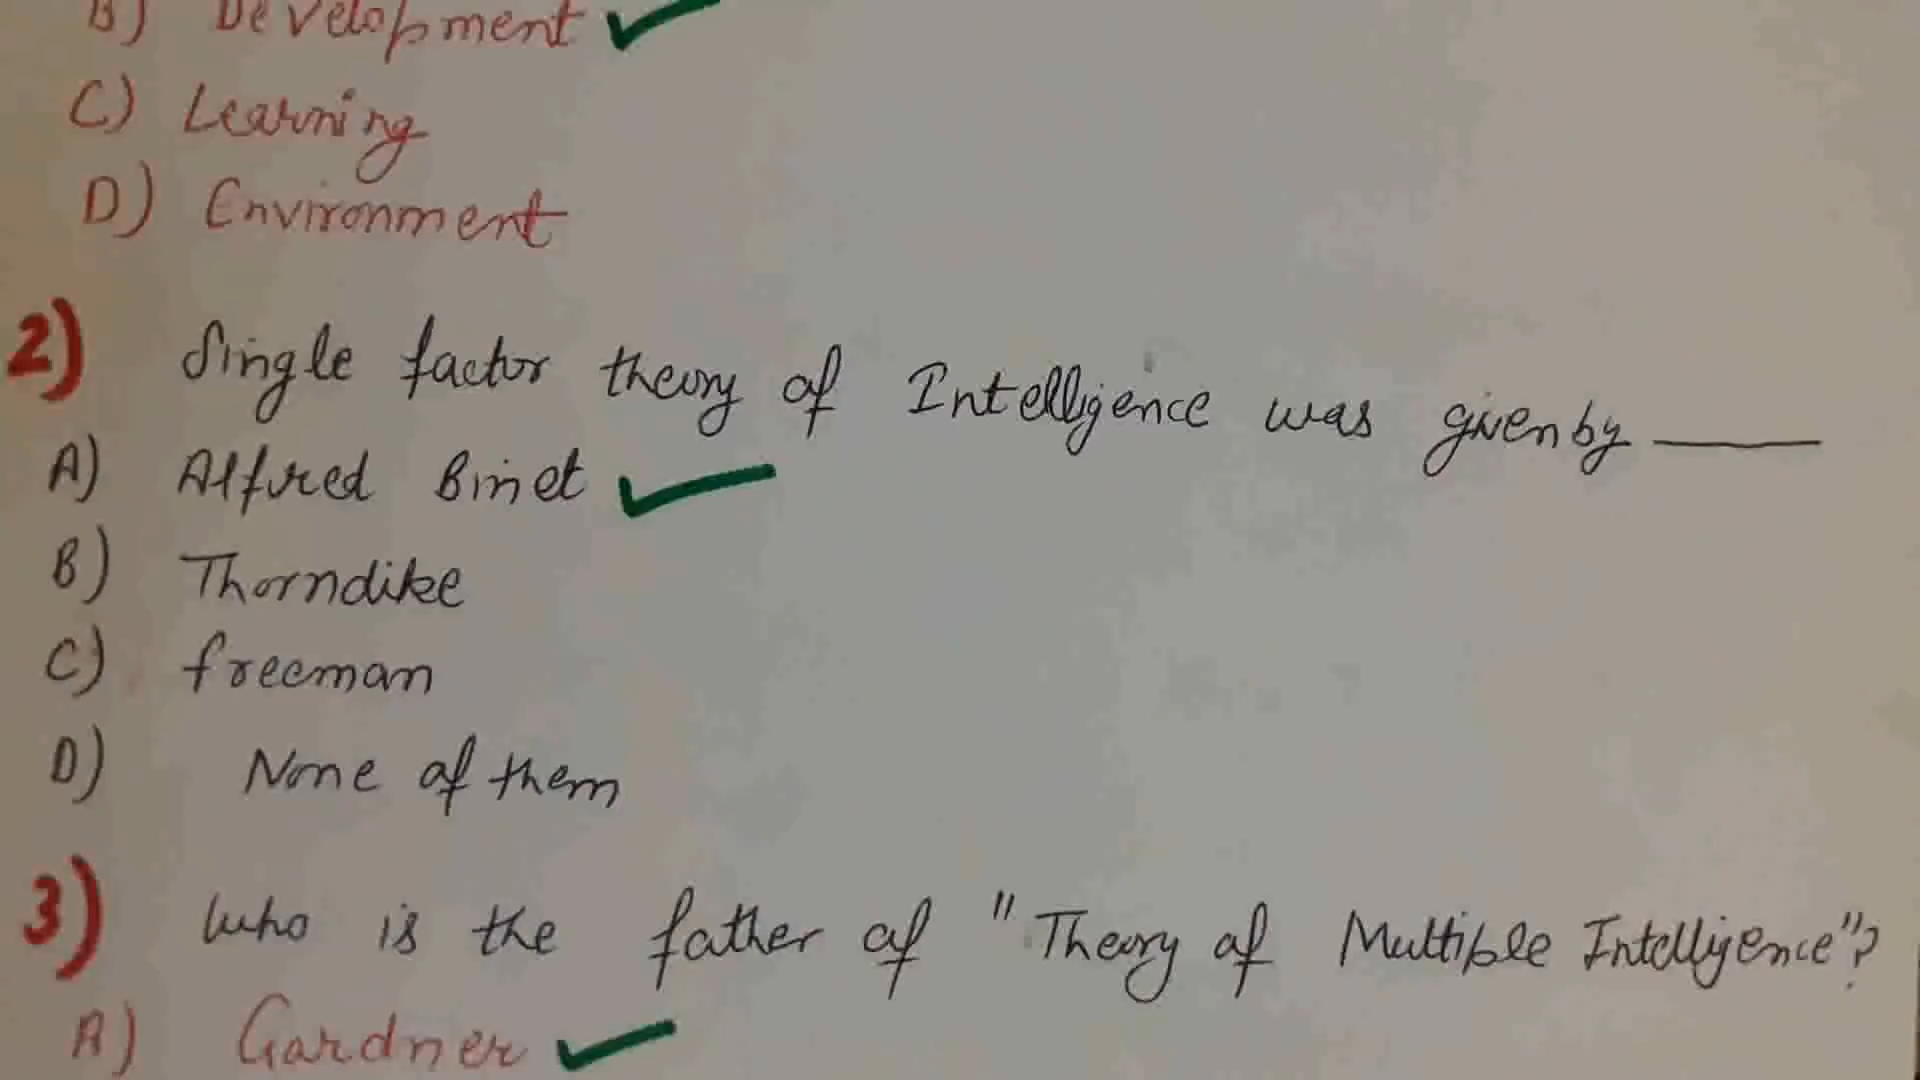 B) Development
C) Learning
D) Environment
2) Single factor theory of Intelligence was given by ____
A) Alfred Binet
B) Thorndike
C) freeman
D) None of them
3) Who is the father of "Theory of Multiple Intelligence"?
A) Gardner